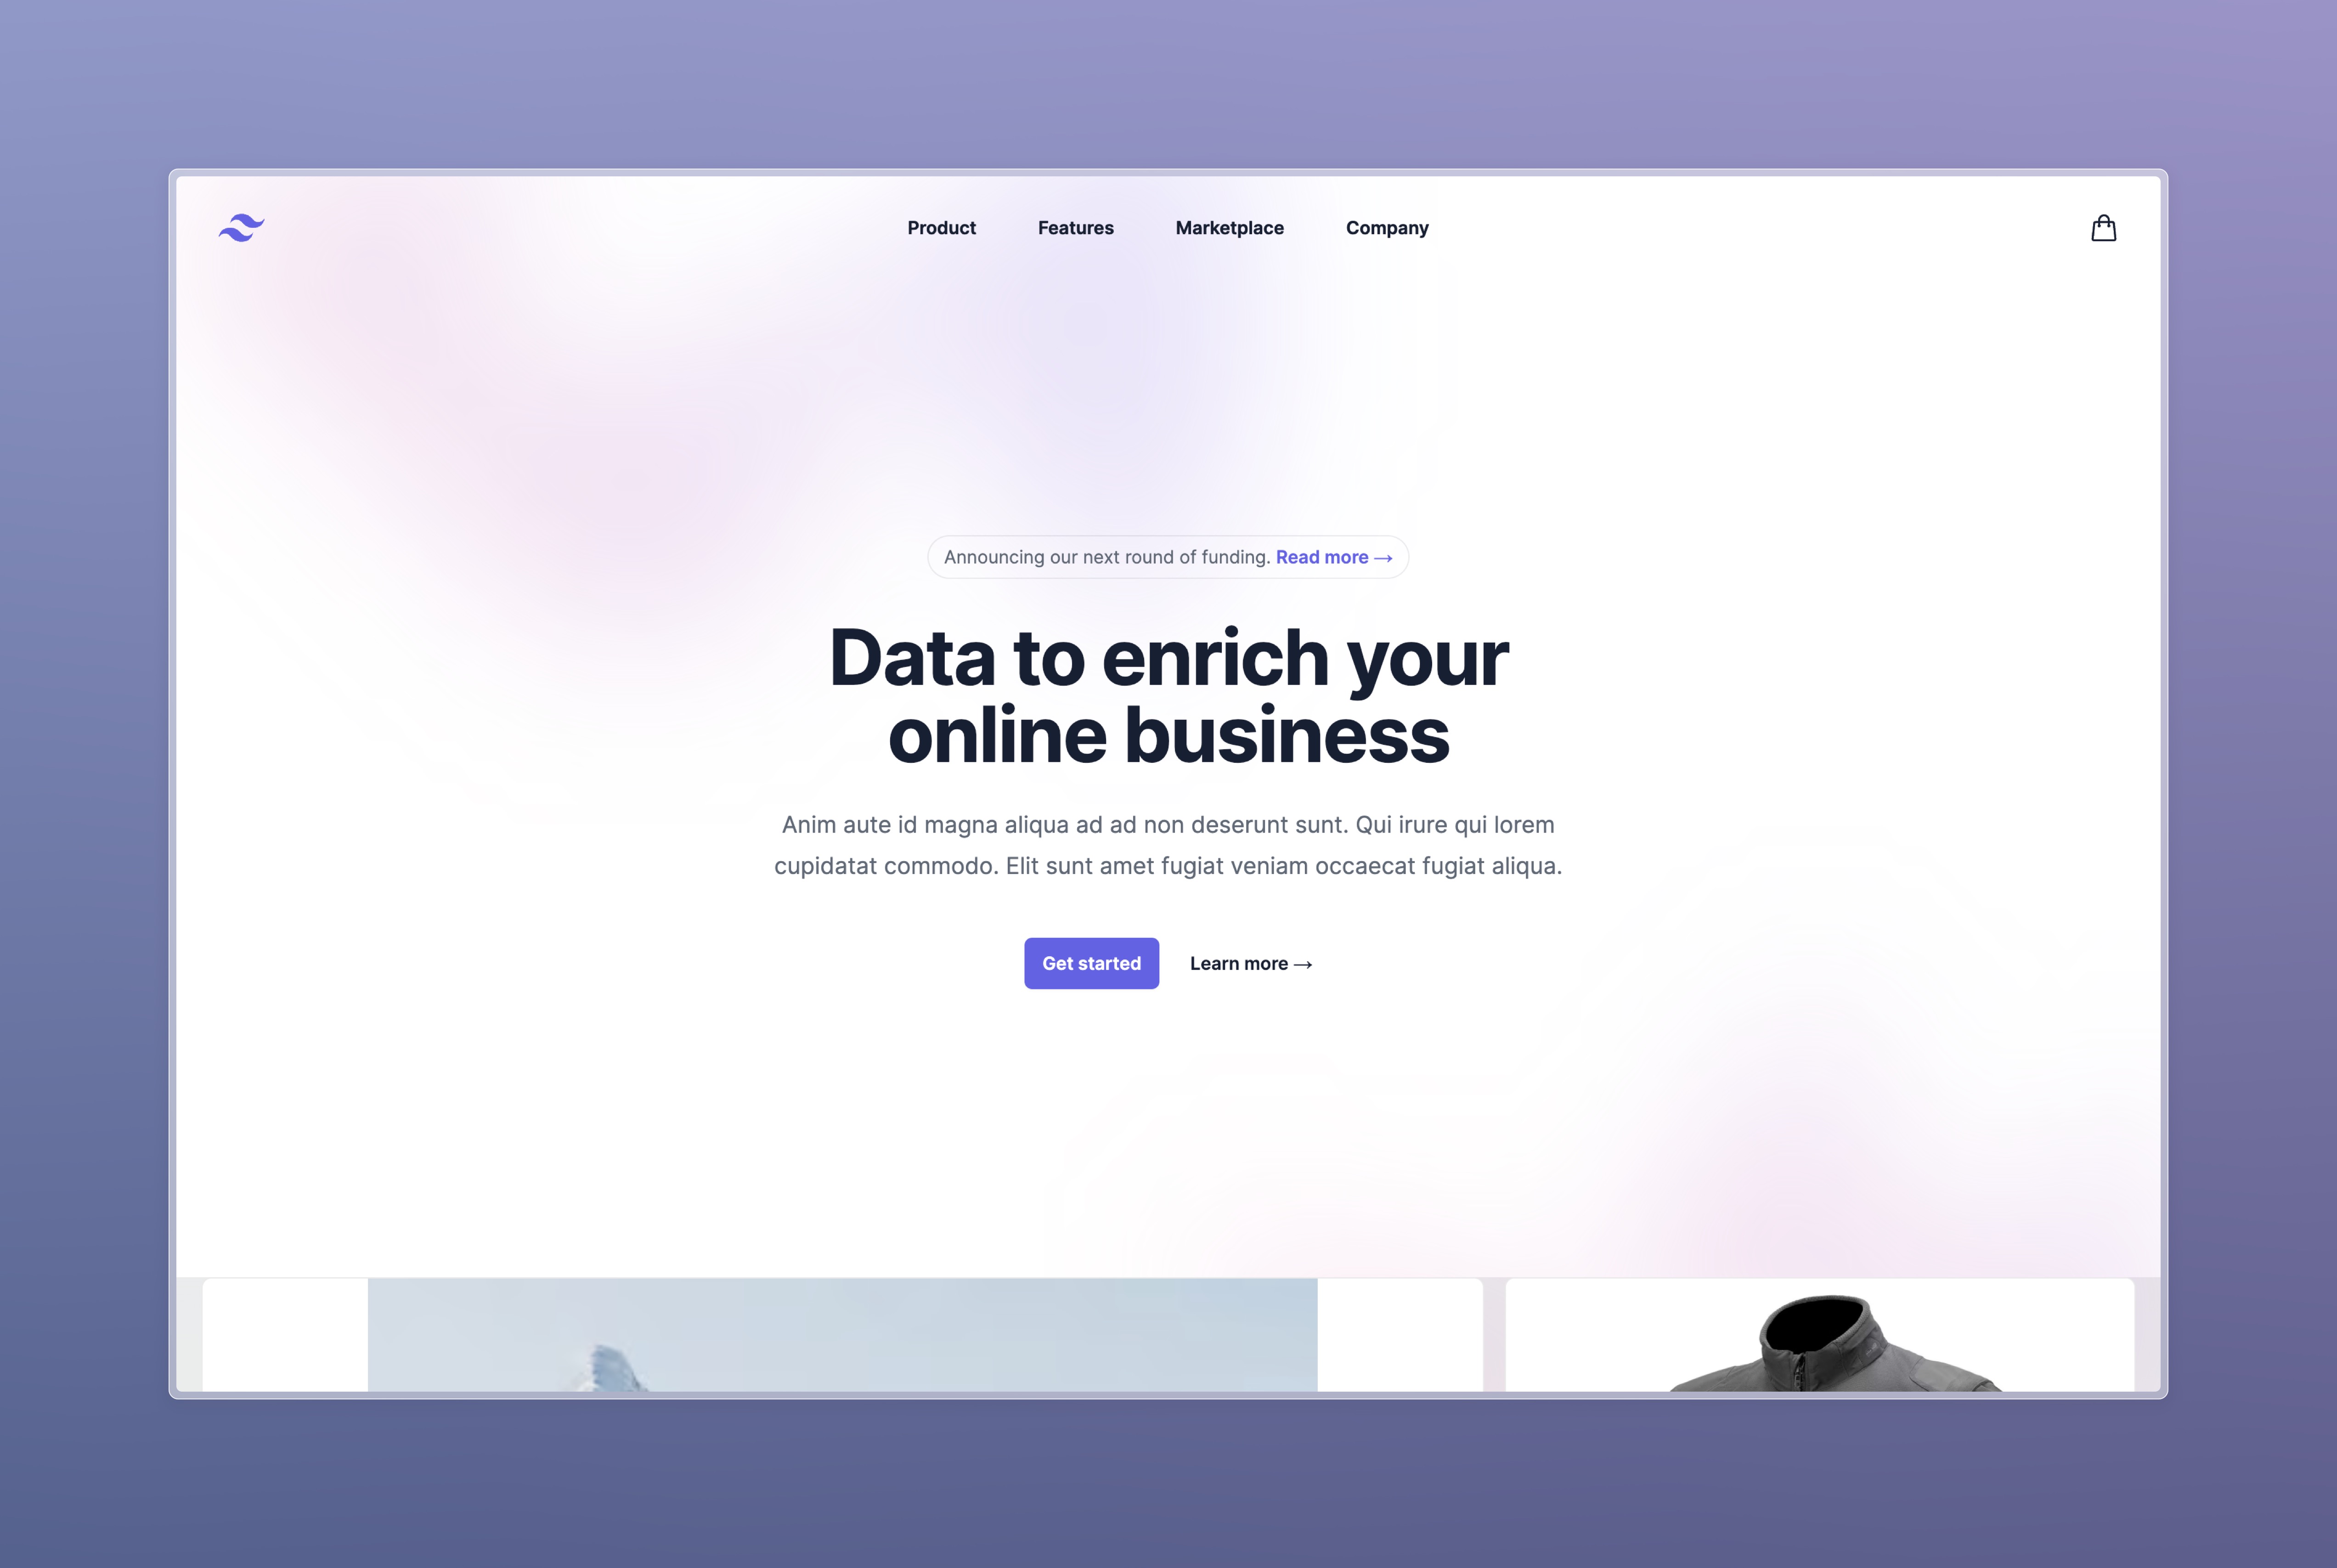 Product
Features
Marketplace
Company
Announcing our next round of funding. Read more →
Data to enrich your
online business
Anim aute id magna aliqua ad ad non deserunt sunt. Qui irure qui lorem
cupidatat commodo. Elit sunt amet fugiat veniam occaecat fugiat aliqua.
Get started
Learn more →